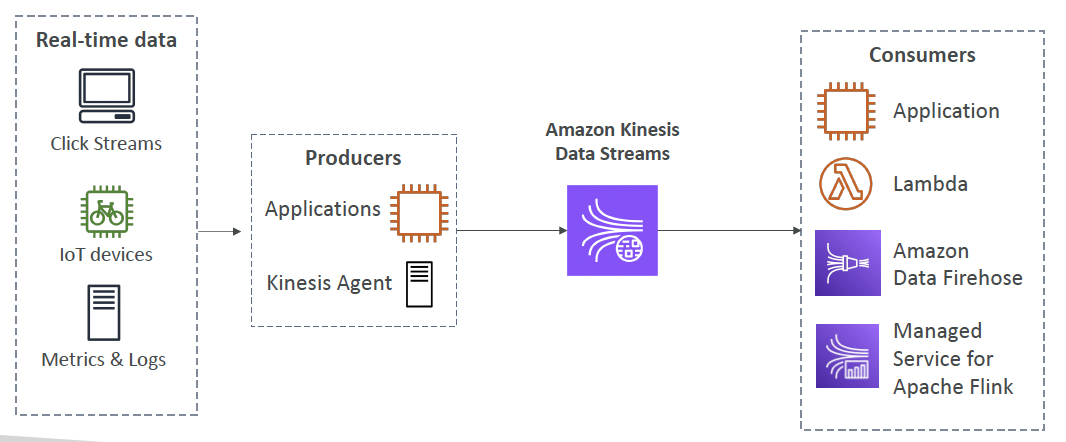 Real-time data
Click Streams
IoT devices
Metrics & Logs
Producers
Applications
Kinesis Agent
Amazon Kinesis
Data Streams
Consumers
Application
Lambda
Amazon
Data Firehose
Managed
Service for
Apache Flink